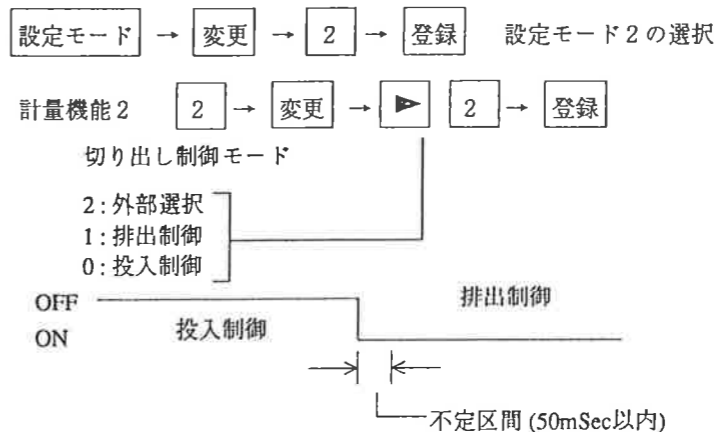 設定モード → 変更 → 2 → 登録 設定モード2の選択
計量機能2 2 → 変更 → ▶ 2 → 登録
切り出し制御モード
2:外部選択
1:排出制御
0:投入制御
OFF 排出制御
ON 投入制御
不定区間 (50mSec以内)